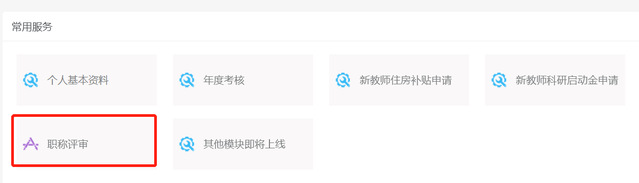 常用服务
个人基本资料
年度考核
新教师住房补贴申请
新教师科研启动金申请
职称评审
其他模块即将上线